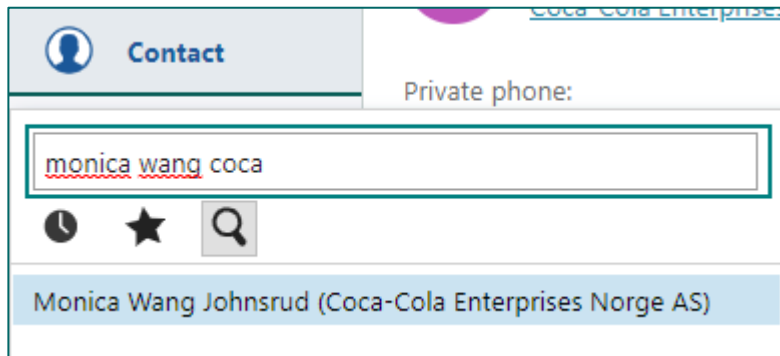 Coca-Cola Enterprises
Contact
Private phone:
monica wang coca
Monica Wang Johnsrud (Coca-Cola Enterprises Norge AS)